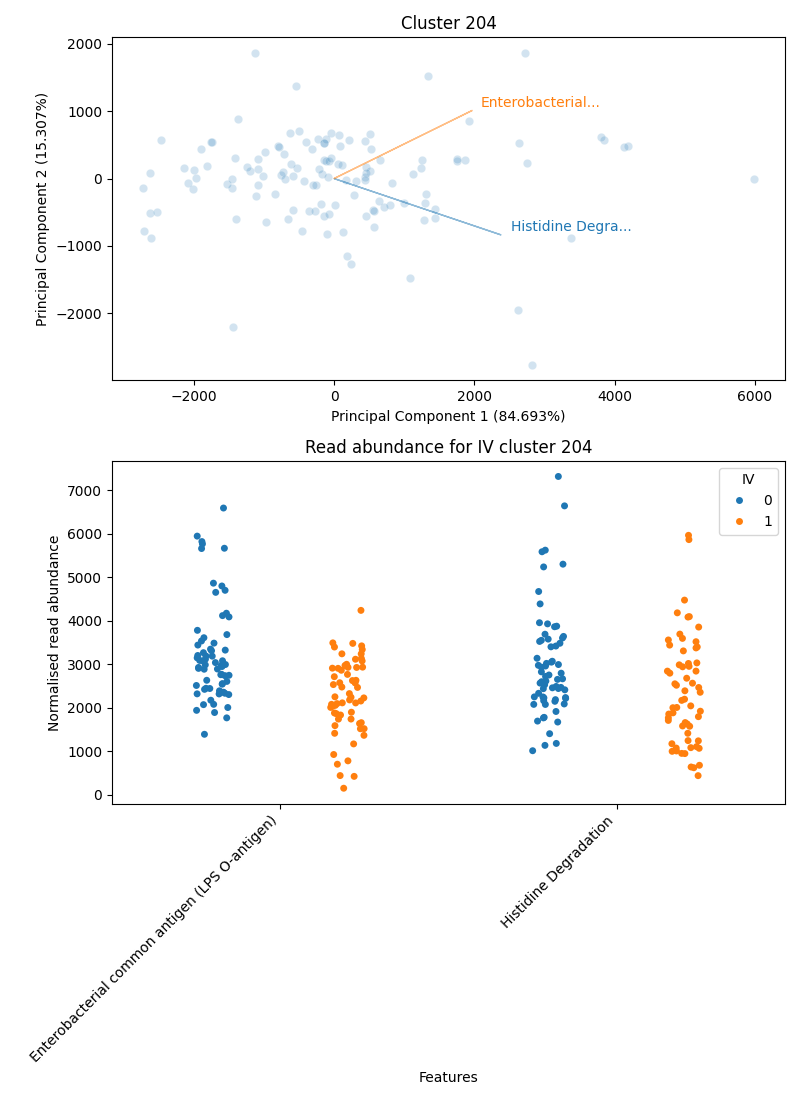 Cluster 204
2000
1000
0
−1000
−2000
Principal Component 2 (15.307%)
Enterobacterial...
Histidine Degra...
−2000
0
2000
4000
6000
Principal Component 1 (84.693%)
Read abundance for IV cluster 204
7000
6000
5000
4000
3000
2000
1000
0
Normalised read abundance
IV
0
1
Enterobacterial common antigen (LPS O-antigen)
Histidine Degradation
Features